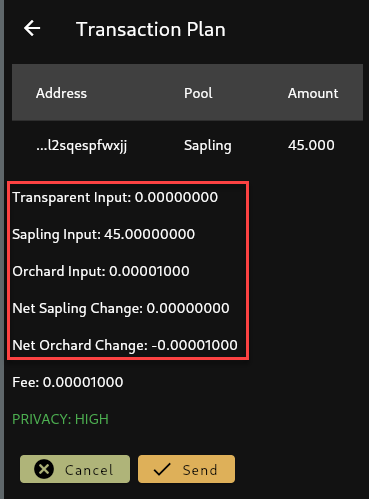 Transaction Plan
Address Pool Amount
...l2sqespfwxjj Sapling 45.000
Transparent Input: 0.00000000
Sapling Input: 45.00000000
Orchard Input: 0.00001000
Net Sapling Change: 0.00000000
Net Orchard Change: -0.00001000
Fee: 0.00001000
PRIVACY: HIGH
Cancel Send